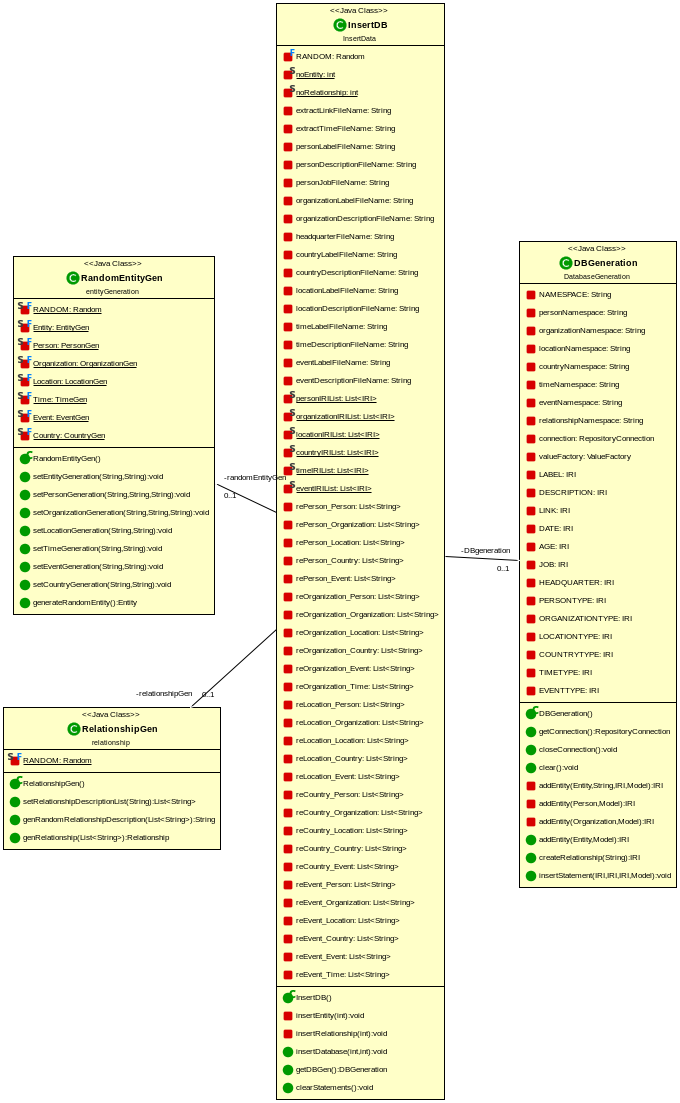 <<Java Class>>
InsertDB
InsertData
RANDOM: Random
noEntity: int
noRelationship: int
extractLinkFileName: String
extractTimeFileName: String
personLabelFileName: String
personDescriptionFileName: String
personJobFileName: String
organizationLabelFileName: String
organizationDescriptionFileName: String
headquarterFileName: String
countryLabelFileName: String
countryDescriptionFileName: String
locationLabelFileName: String
locationDescriptionFileName: String
timeLabelFileName: String
timeDescriptionFileName: String
eventLabelFileName: String
eventDescriptionFileName: String
personIRIList: List<IRI>
organizationIRIList: List<IRI>
locationIRIList: List<IRI>
countryIRIList: List<IRI>
timeIRIList: List<IRI>
eventIRIList: List<IRI>
rePerson_Person: List<String>
rePerson_Organization: List<String>
rePerson_Location: List<String>
rePerson_Country: List<String>
rePerson_Event: List<String>
reOrganization_Person: List<String>
reOrganization_Organization: List<String>
reOrganization_Location: List<String>
reOrganization_Country: List<String>
reOrganization_Event: List<String>
reOrganization_Time: List<String>
reLocation_Person: List<String>
reLocation_Organization: List<String>
reLocation_Location: List<String>
reLocation_Country: List<String>
reLocation_Event: List<String>
reCountry_Person: List<String>
reCountry_Organization: List<String>
reCountry_Location: List<String>
reCountry_Country: List<String>
reCountry_Event: List<String>
reEvent_Person: List<String>
reEvent_Organization: List<String>
reEvent_Location: List<String>
reEvent_Country: List<String>
reEvent_Event: List<String>
reEvent_Time: List<String>
InsertDB()
insertEntity(int):void
insertRelationship(int):void
insertDatabase(int,int):void
getDBGen():DBGeneration
clearStatements():void
<<Java Class>>
RandomEntityGen
entityGeneration
RANDOM: Random
Entity: EntityGen
Person: PersonGen
Organization: OrganizationGen
Location: LocationGen
Time: TimeGen
Event: EventGen
Country: CountryGen
RandomEntityGen()
setEntityGeneration(String,String):void
setPersonGeneration(String,String,String):void
setOrganizationGeneration(String,String,String):void
setLocationGeneration(String,String):void
setTimeGeneration(String,String):void
setEventGeneration(String,String):void
setCountryGeneration(String,String):void
generateRandomEntity():Entity
-randomEntityGen
0..1
<<Java Class>>
DBGeneration
DatabaseGeneration
NAMESPACE: String
personNamespace: String
organizationNamespace: String
locationNamespace: String
countryNamespace: String
timeNamespace: String
eventNamespace: String
relationshipNamespace: String
connection: RepositoryConnection
valueFactory: ValueFactory
LABEL: IRI
DESCRIPTION: IRI
LINK: IRI
DATE: IRI
AGE: IRI
JOB: IRI
HEADQUARTER: IRI
PERSONTYPE: IRI
ORGANIZATIONTYPE: IRI
LOCATIONTYPE: IRI
COUNTRYTYPE: IRI
TIMETYPE: IRI
EVENTTYPE: IRI
DBGeneration()
getConnection():RepositoryConnection
closeConnection():void
clear():void
addEntity(Entity,String,IRI,Model):IRI
addEntity(Person,Model):IRI
addEntity(Organization,Model):IRI
addEntity(Entity,Model):IRI
createRelationship(String):IRI
insertStatement(IRI,IRI,IRI,Model):void
-DBgeneration
0..1
-relationshipGen
0..1
<<Java Class>>
RelationshipGen
relationship
RANDOM: Random
RelationshipGen()
setRelationshipDescriptionList(String):List<String>
genRandomRelationshipDescription(List<String>):String
genRelationship(List<String>):Relationship